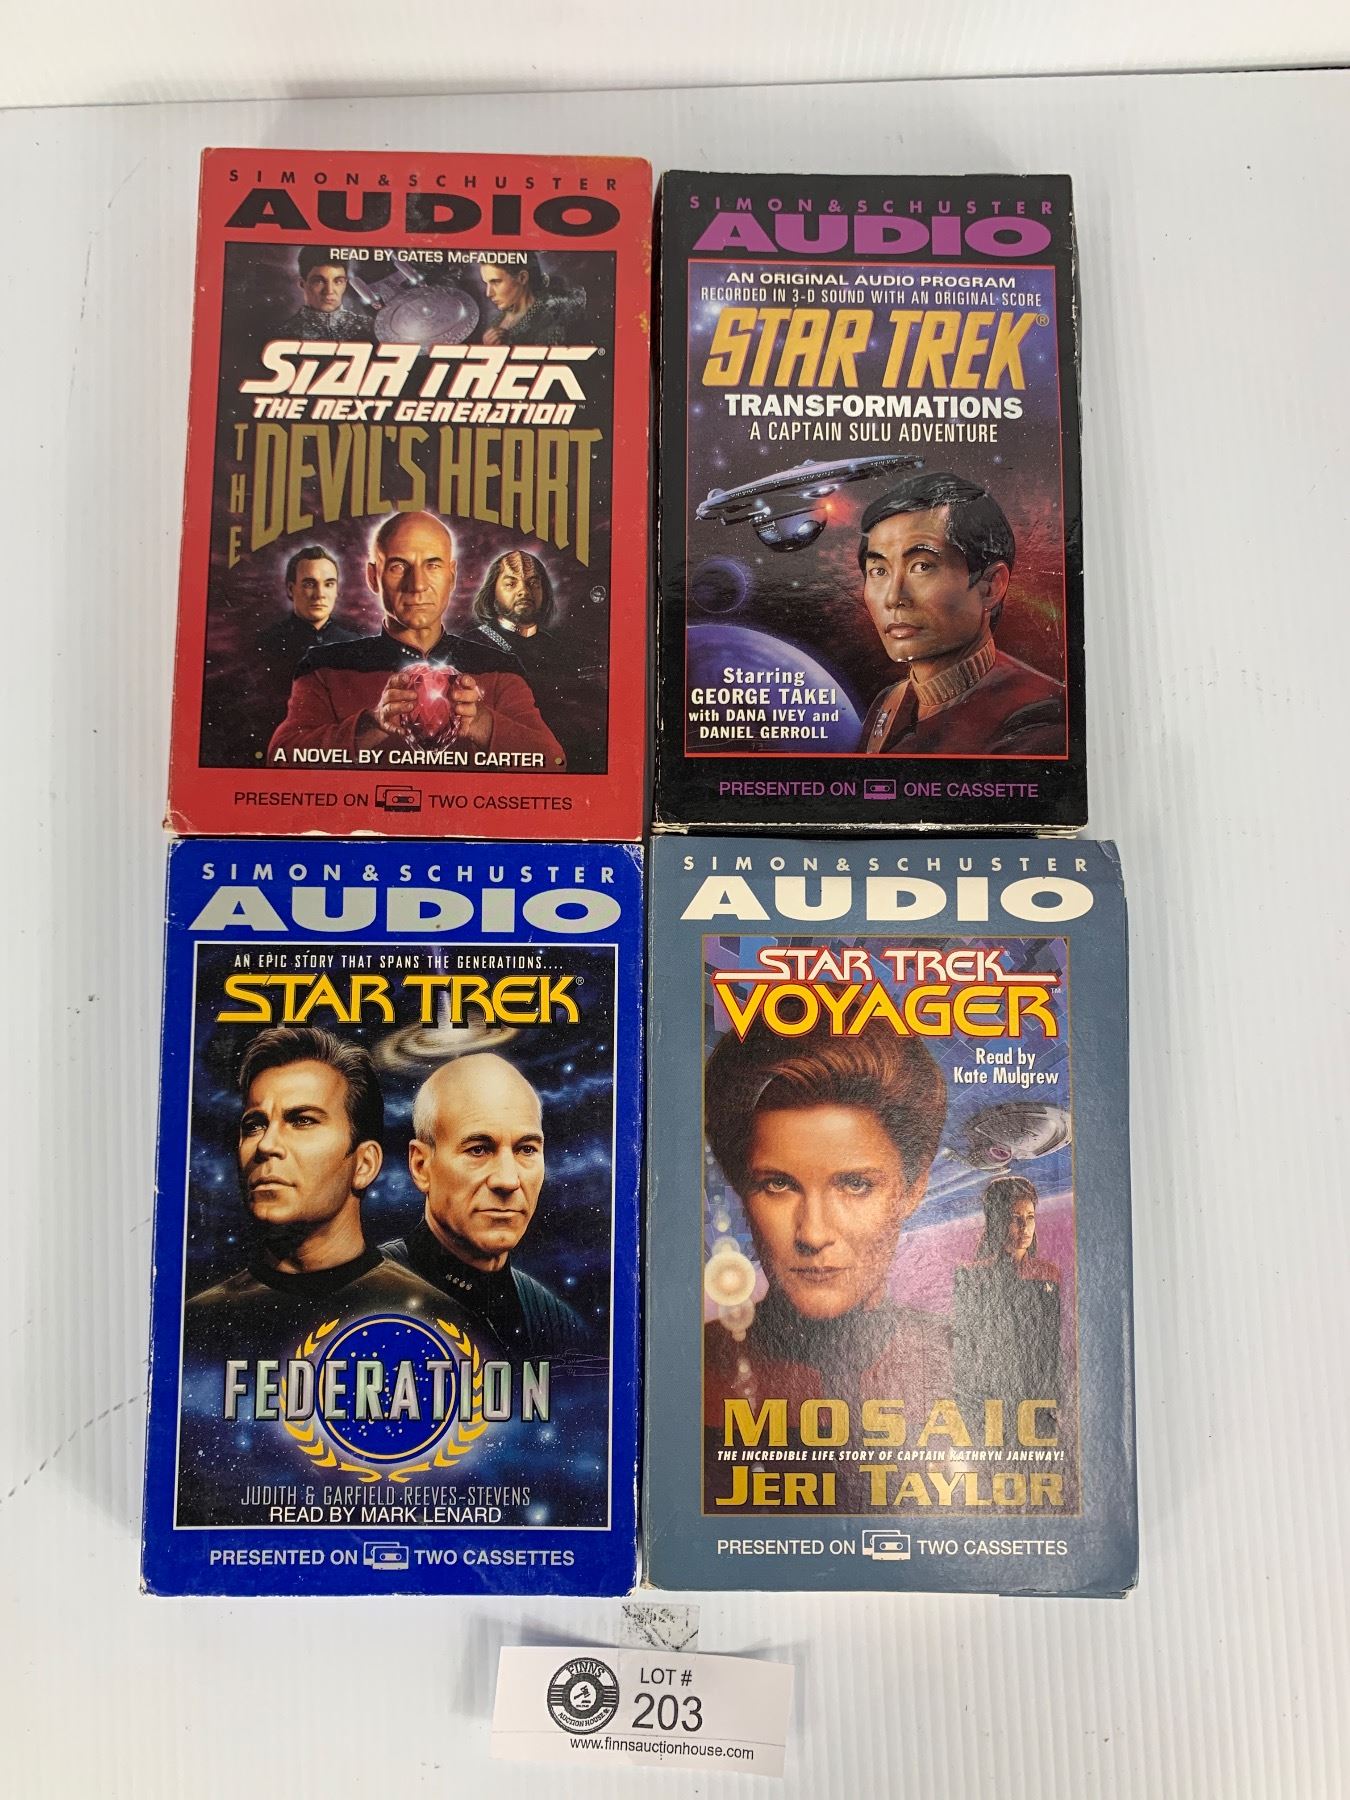 SIMON & SCHUSTER
AUDIO
READ BY GATES McFADDEN
STAR TREK®
THE NEXT GENERATION™
THE
DEVIL'S HEART
A NOVEL BY CARMEN CARTER
PRESENTED ON TWO CASSETTES
SIMON & SCHUSTER
AUDIO
AN ORIGINAL AUDIO PROGRAM
RECORDED IN 3-D SOUND WITH AN ORIGINAL SCORE
STAR TREK®
TRANSFORMATIONS
A CAPTAIN SULU ADVENTURE
Starring
GEORGE TAKEI
with DANA IVEY and
DANIEL GERROLL
PRESENTED ON ONE CASSETTE
SIMON & SCHUSTER
AUDIO
AN EPIC STORY THAT SPANS THE GENERATIONS....
STAR TREK®
FEDERATION
JUDITH & GARFIELD REEVES-STEVENS
READ BY MARK LENARD
PRESENTED ON TWO CASSETTES
SIMON & SCHUSTER
AUDIO
STAR TREK
VOYAGER™
Read by
Kate Mulgrew
MOSAIC
THE INCREDIBLE LIFE STORY OF CAPTAIN KATHRYN JANEWAY!
JERI TAYLOR
PRESENTED ON TWO CASSETTES
FINNS
AUCTION HOUSE
LOT #
203
www.finnsauctionhouse.com